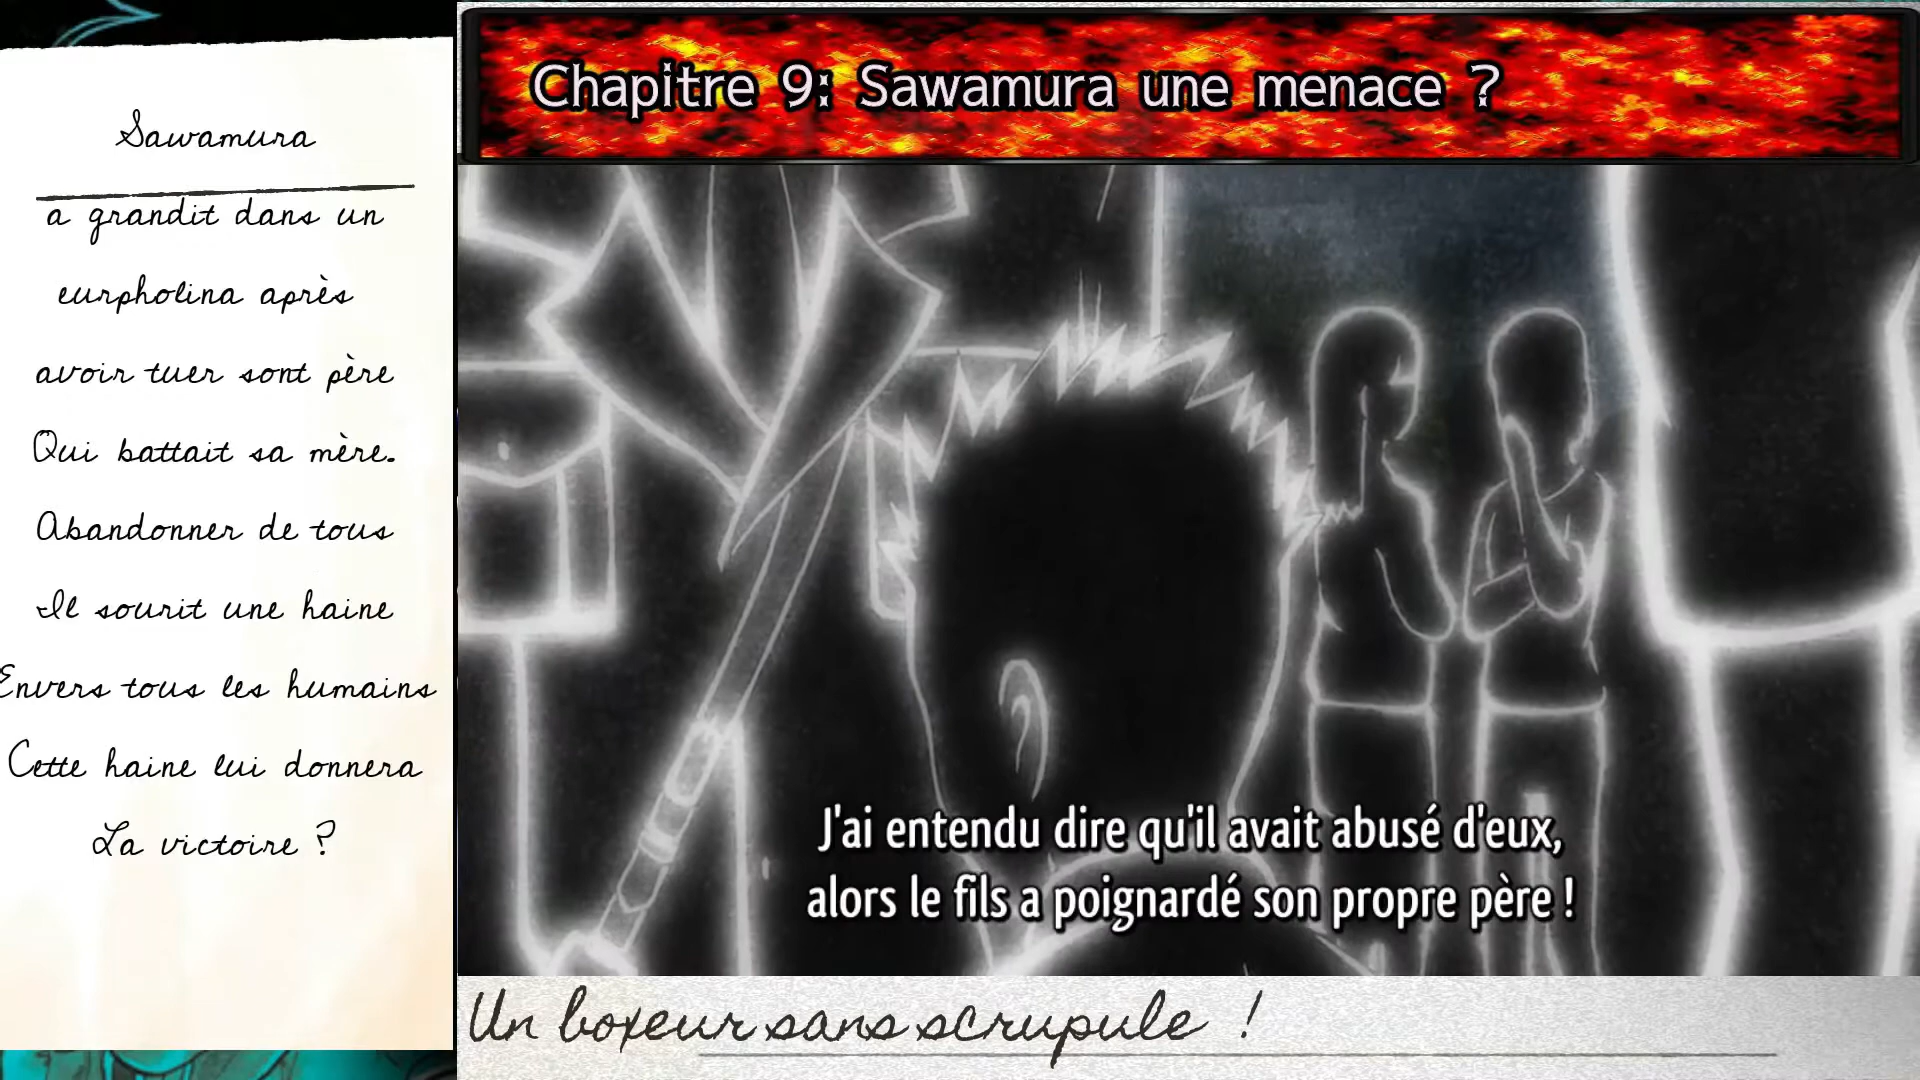 Chapitre 9: Sawamura une menace ?
Sawamura
a grandit dans un
eurpholina après
avoir tuer sont père
Qui battait sa mère.
Abandonner de tous
Il sourit une haine
Envers tous les humains
Cette haine lui donnera
La victoire ?
J'ai entendu dire qu'il avait abusé d'eux,
alors le fils a poignardé son propre père !
Un boxeur sans scrupule !